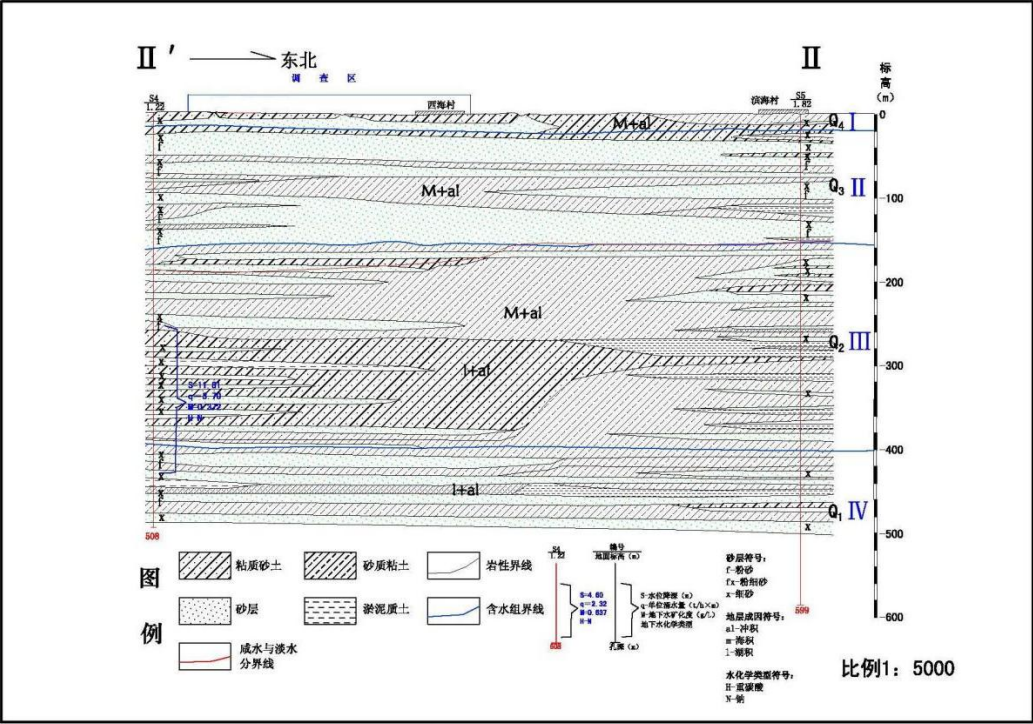 II′
东北
II
调 查 区
标高
(m)
S4
1.22
西海村
滨海村
S5
1.82
0
M+al
Q4 I
Q3 II
M+al
-100
-200
M+al
Q2 III
-300
l+al
S=11.61
-400
l+al
Q1 IV
-500
508
599
-600
图例
粘质砂土
砂质粘土
岩性界线
砂层
淤泥质土
含水组界线
咸水与淡水
分界线
S4
1.22
S=4.60
q=2.32
M=0.637
H-N
编号
地面标高(m)
S-水位降深(m)
q-单位涌水量(t/h×m)
M-地下水矿化度(g/L)
地下水化学类型
孔深(m)
砂层符号:
f-粉砂
fx-粉细砂
x-细砂
地层成因符号:
al-冲积
m-海积
l-湖积
水化学类型符号:
H-重碳酸
N-钠
比例1: 5000